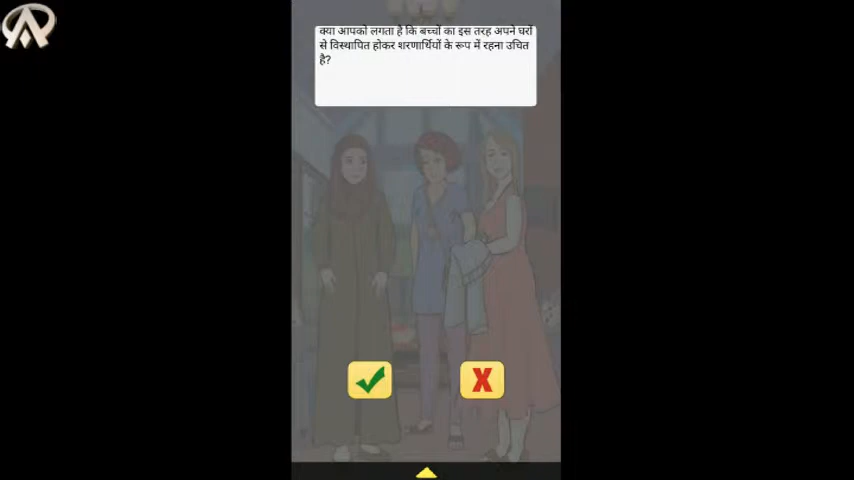 क्या आपको लगता है कि बच्चों का इस तरह अपने घरों
से विस्थापित होकर शरणार्थियों के रूप में रहना उचित
है?